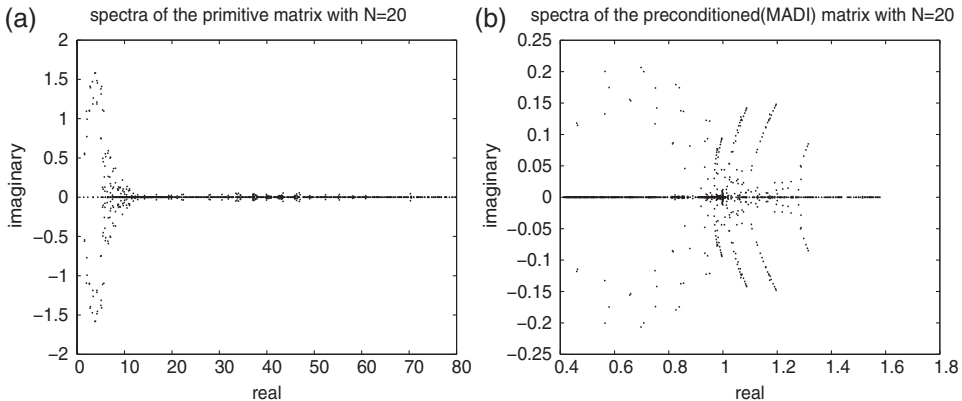 (a) spectra of the primitive matrix with N=20
2
1.5
1
0.5
0
−0.5
−1
−1.5
−2
imaginary
0 10 20 30 40 50 60 70 80
real
(b) spectra of the preconditioned(MADI) matrix with N=20
0.25
0.2
0.15
0.1
0.05
0
−0.05
−0.1
−0.15
−0.2
−0.25
imaginary
0.4 0.6 0.8 1 1.2 1.4 1.6 1.8
real